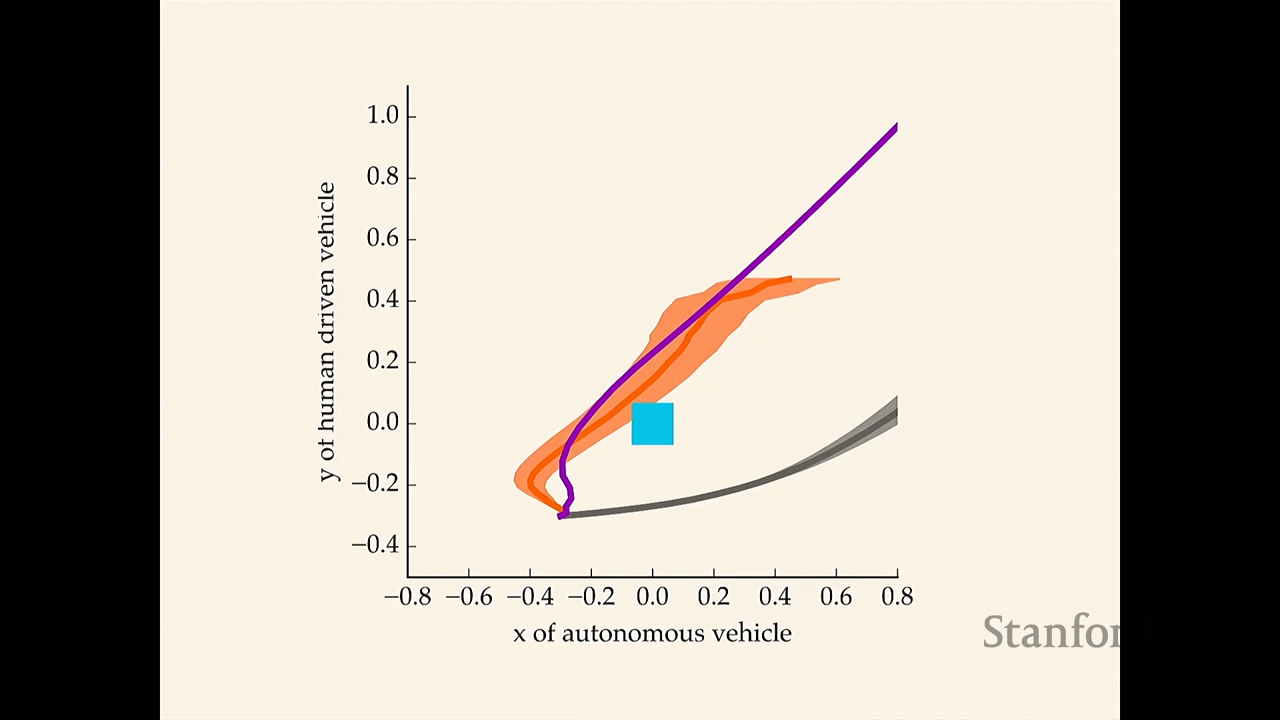 1.0
0.8
0.6
0.4
0.2
0.0
−0.2
−0.4
y of human driven vehicle
−0.8 −0.6 −0.4 −0.2 0.0 0.2 0.4 0.6 0.8
x of autonomous vehicle
Stanford